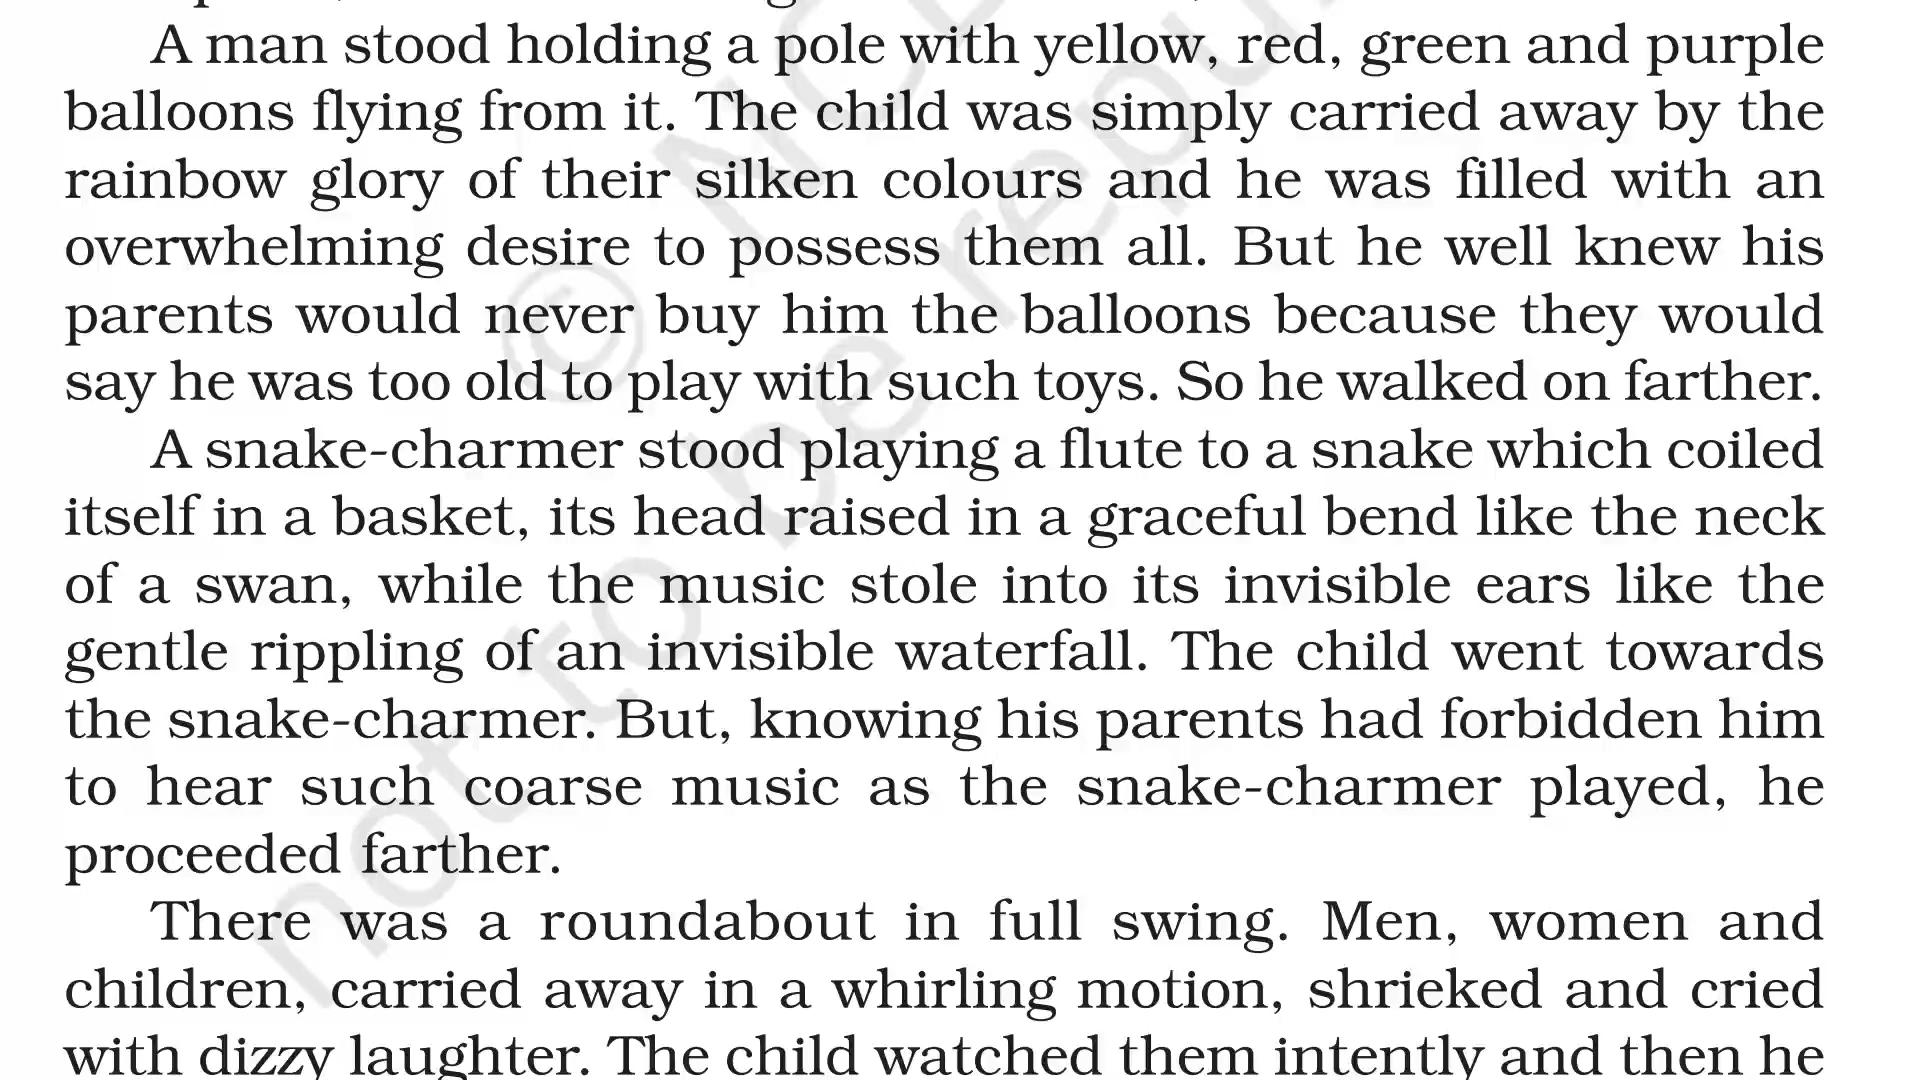 A man stood holding a pole with yellow, red, green and purple
balloons flying from it. The child was simply carried away by the
rainbow glory of their silken colours and he was filled with an
overwhelming desire to possess them all. But he well knew his
parents would never buy him the balloons because they would
say he was too old to play with such toys. So he walked on farther.
A snake-charmer stood playing a flute to a snake which coiled
itself in a basket, its head raised in a graceful bend like the neck
of a swan, while the music stole into its invisible ears like the
gentle rippling of an invisible waterfall. The child went towards
the snake-charmer. But, knowing his parents had forbidden him
to hear such coarse music as the snake-charmer played, he
proceeded farther.
There was a roundabout in full swing. Men, women and
children, carried away in a whirling motion, shrieked and cried
with dizzy laughter. The child watched them intently and then he
not to be